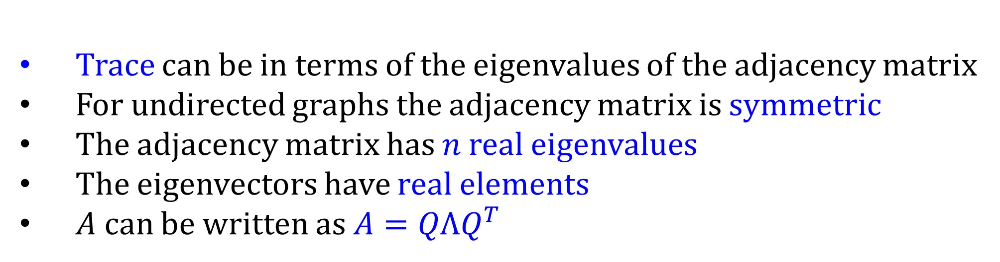 • Trace can be in terms of the eigenvalues of the adjacency matrix
• For undirected graphs the adjacency matrix is symmetric
• The adjacency matrix has n real eigenvalues
• The eigenvectors have real elements
• A can be written as A = QΛQ^T